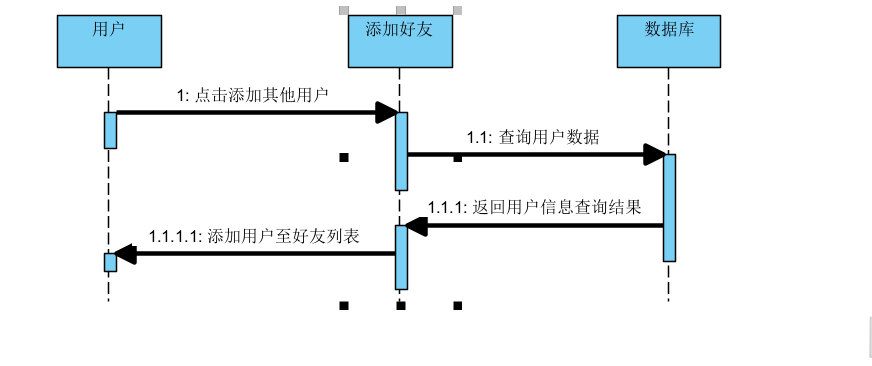 用户
添加好友
数据库
1: 点击添加其他用户
1.1: 查询用户数据
1.1.1: 返回用户信息查询结果
1.1.1.1: 添加用户至好友列表